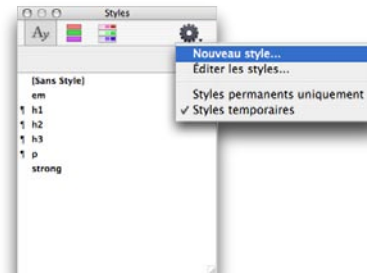 Styles
Ay
Nouveau style...
Éditer les styles...
Styles permanents uniquement
✓ Styles temporaires
[Sans Style]
em
¶ h1
¶ h2
¶ h3
¶ p
strong